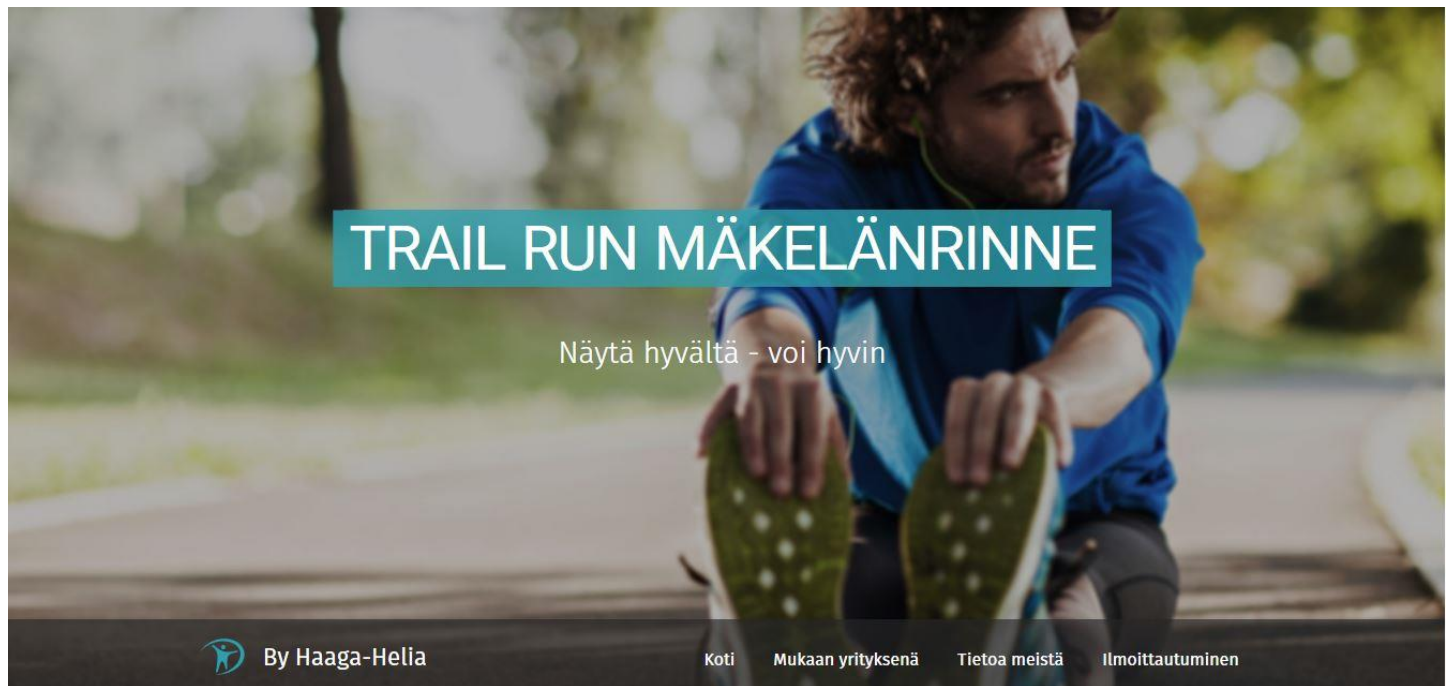 TRAIL RUN MÄKELÄNRINNE
Näytä hyvältä - voi hyvin
By Haaga-Helia
Koti Mukaan yrityksenä Tietoa meistä Ilmoittautuminen